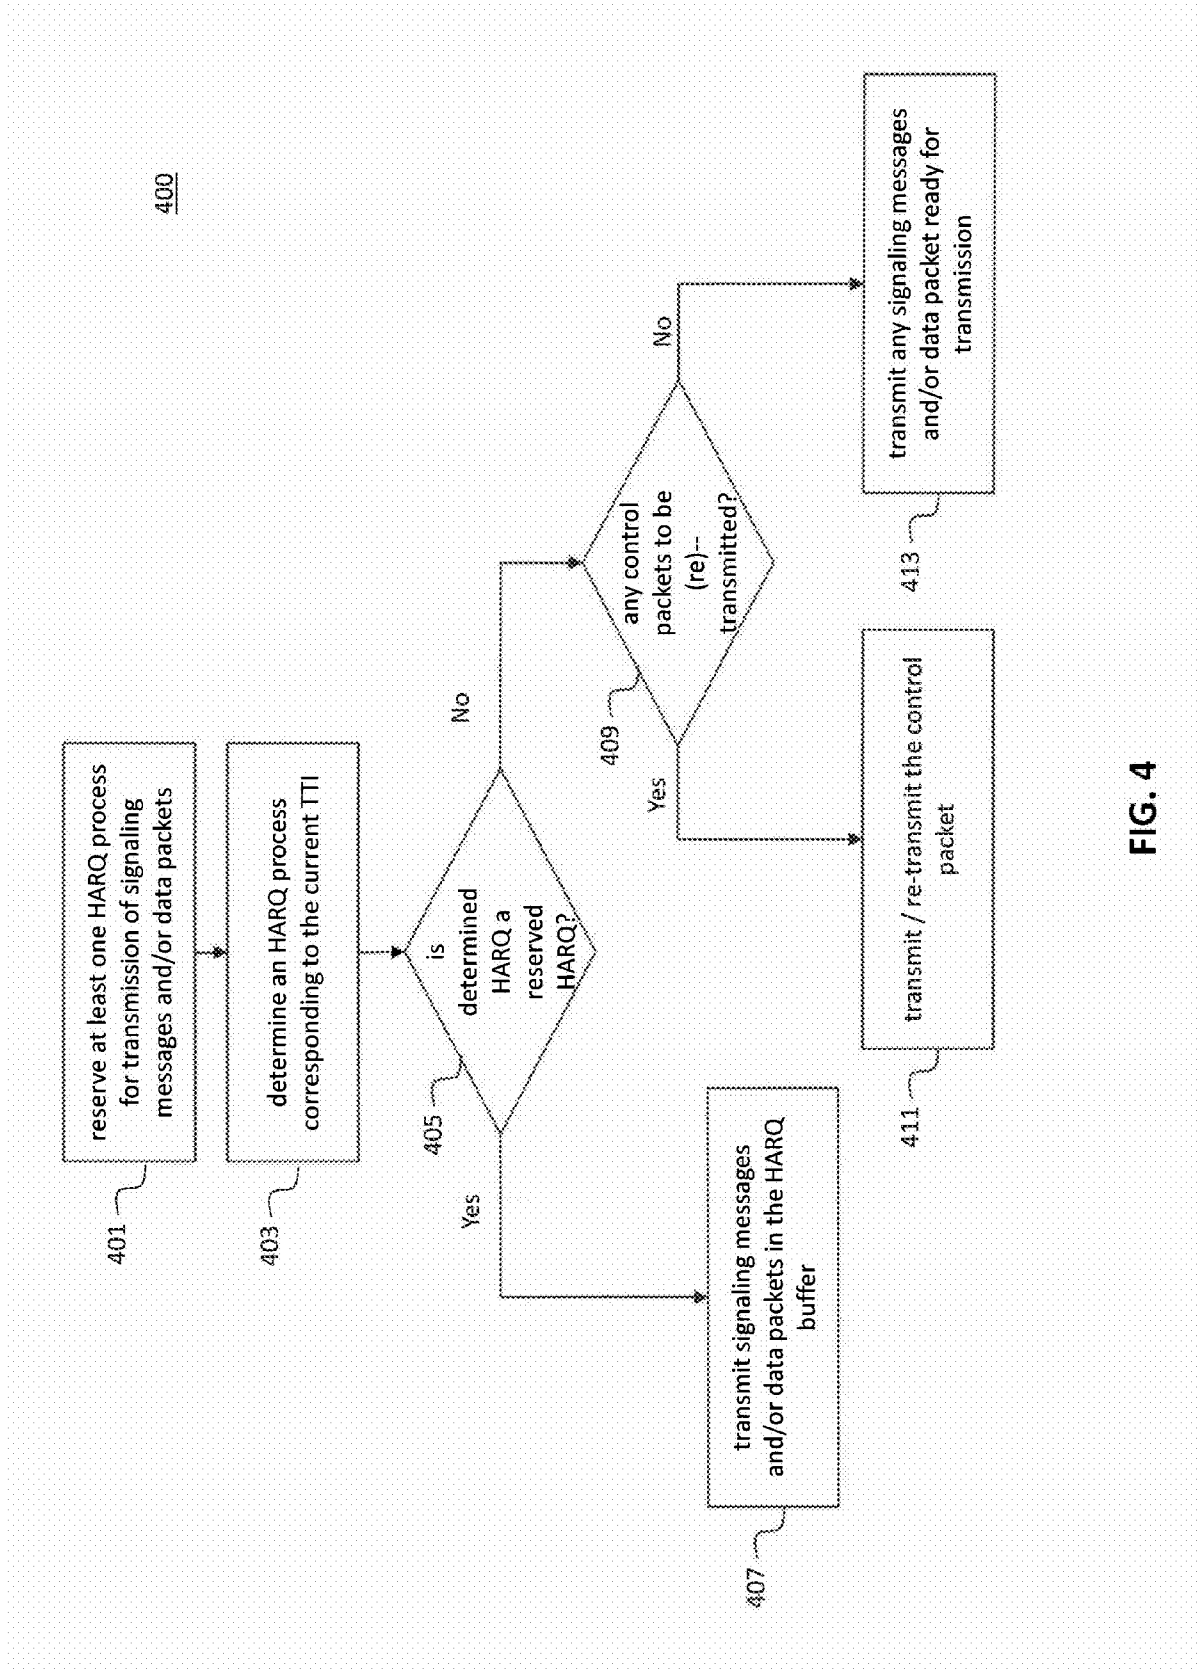 400
reserve at least one HARQ process
for transmission of signaling
messages and/or data packets
401
determine an HARQ process
corresponding to the current TTI
403
is
determined
HARQ a
reserved
HARQ?
405
Yes
No
transmit signaling messages
and/or data packets in the HARQ
buffer
407
any control
packets to be
(re)--
transmitted?
409
Yes
No
transmit / re-transmit the control
packet
411
transmit any signaling messages
and/or data packet ready for
transmission
413
FIG. 4